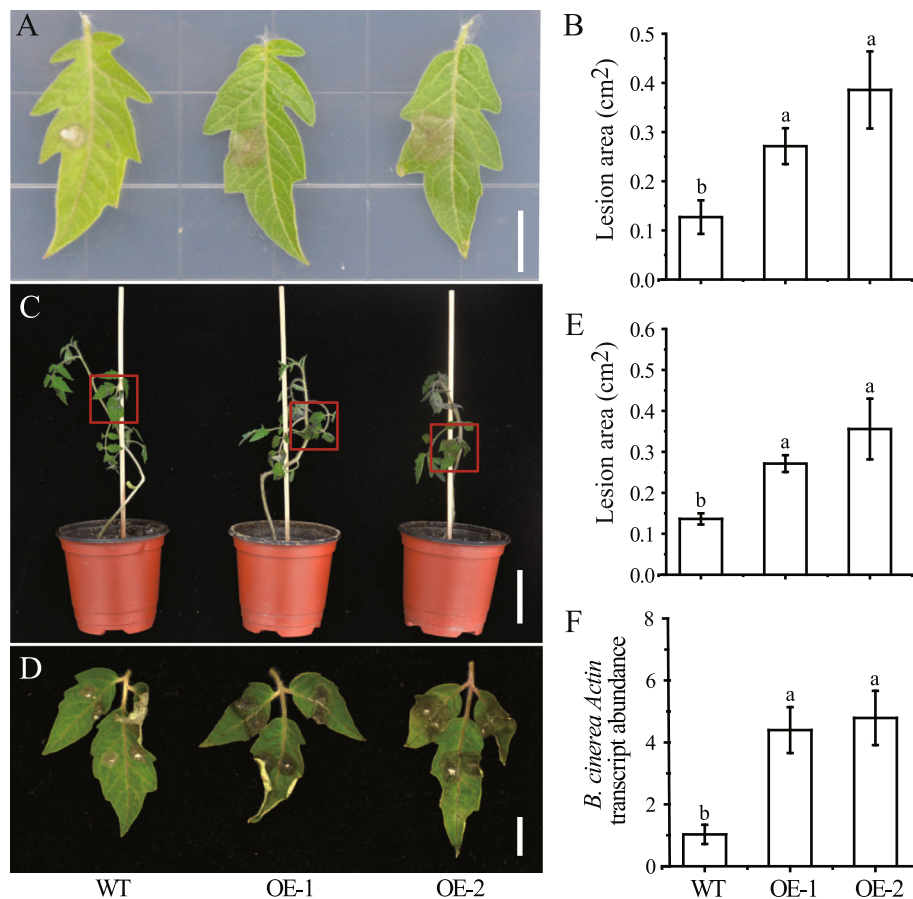 A
B
Lesion area (cm²)
0.5
0.4
0.3
0.2
0.1
0.0
b
a
a
C
E
Lesion area (cm²)
0.6
0.5
0.4
0.3
0.2
0.1
0.0
b
a
a
D
F
B. cinerea Actin
transcript abundance
8
6
4
2
0
b
a
a
WT
OE-1
OE-2
WT
OE-1
OE-2